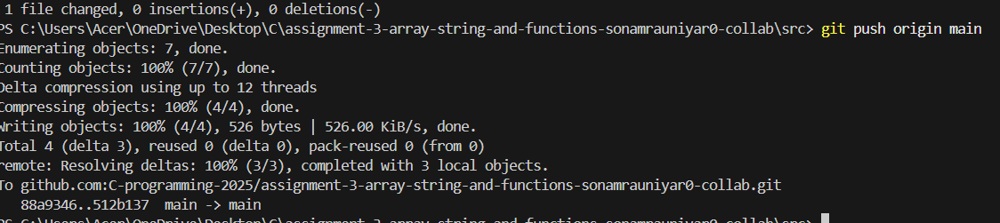 1 file changed, 0 insertions(+), 0 deletions(-)
PS C:\Users\Acer\OneDrive\Desktop\C\assignment-3-array-string-and-functions-sonamrauniyar0-collab\src> git push origin main
Enumerating objects: 7, done.
Counting objects: 100% (7/7), done.
Delta compression using up to 12 threads
Compressing objects: 100% (4/4), done.
Writing objects: 100% (4/4), 526 bytes | 526.00 KiB/s, done.
Total 4 (delta 3), reused 0 (delta 0), pack-reused 0 (from 0)
remote: Resolving deltas: 100% (3/3), completed with 3 local objects.
To github.com:C-programming-2025/assignment-3-array-string-and-functions-sonamrauniyar0-collab.git
88a9346..512b137  main -> main
PS C:\Users\Acer\OneDrive\Desktop\C\assignment-3-array-string-and-functions-sonamrauniyar0-collab\src>